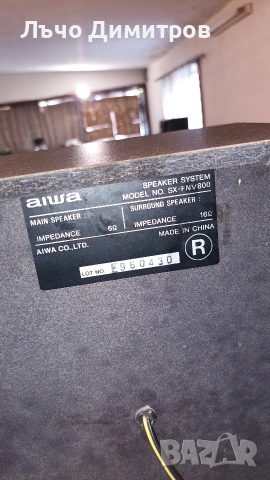 Лъчо Димитров
aiwa
SPEAKER SYSTEM
MODEL NO. SX-FNV800
MAIN SPEAKER :
IMPEDANCE 6Ω
SURROUND SPEAKER :
IMPEDANCE 16Ω
AIWA CO.,LTD.
MADE IN CHINA
R
LOT NO. E960430
bazar